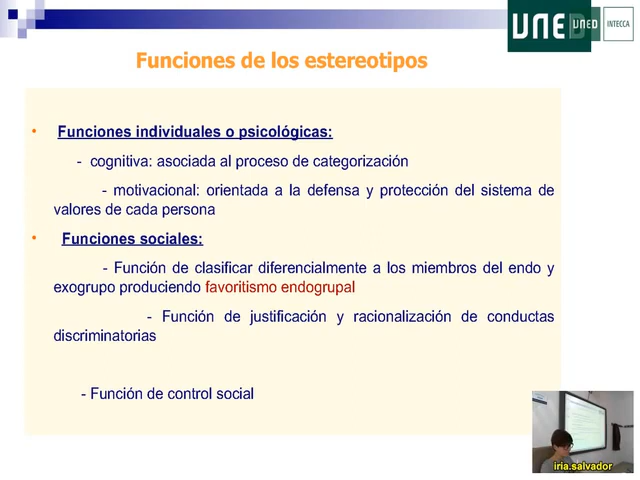 UNED UNED INTECCA
Funciones de los estereotipos
• Funciones individuales o psicológicas:
- cognitiva: asociada al proceso de categorización
- motivacional: orientada a la defensa y protección del sistema de
valores de cada persona
• Funciones sociales:
- Función de clasificar diferencialmente a los miembros del endo y
exogrupo produciendo favoritismo endogrupal
- Función de justificación y racionalización de conductas
discriminatorias
- Función de control social
iria.salvador